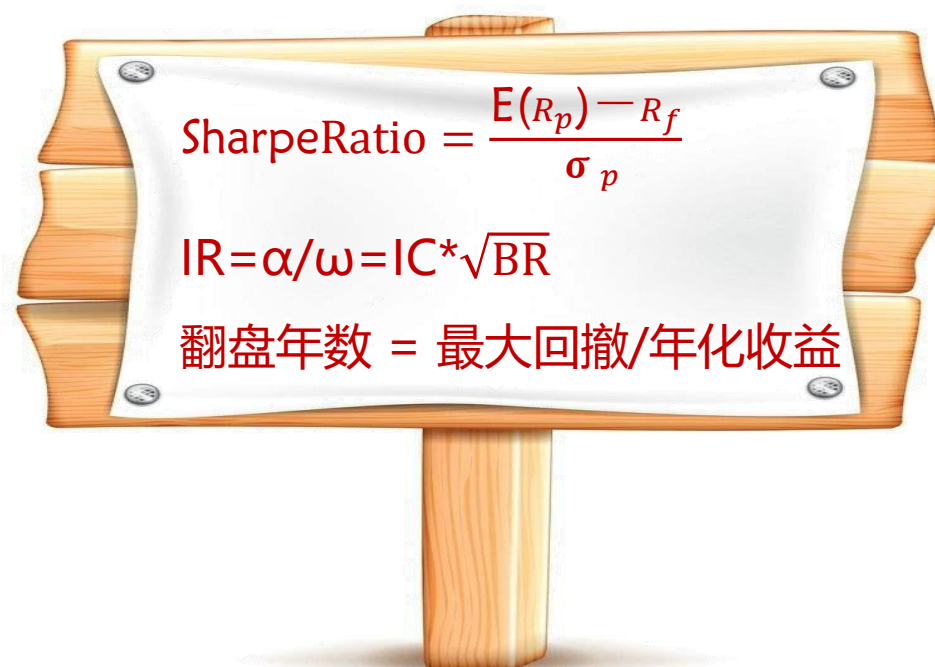 SharpeRatio = \frac{E(R_p) − R_f}{σ_p}
IR=α/ω=IC*√BR
翻盘年数 = 最大回撤/年化收益